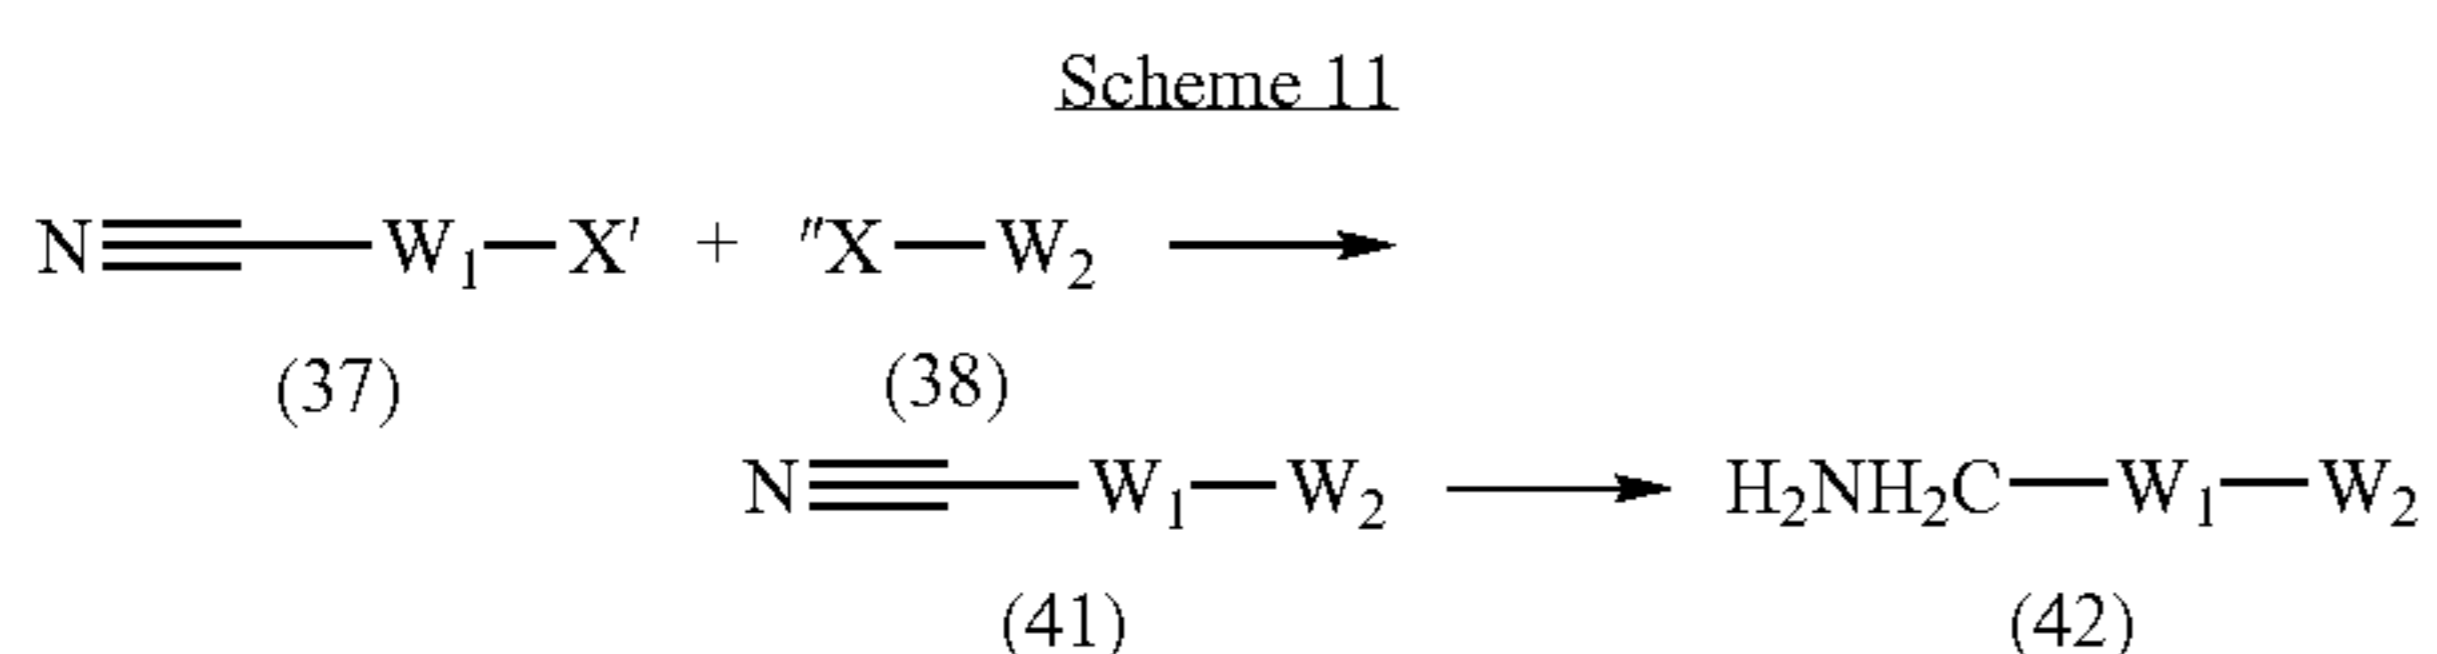 Scheme 11
N≡—W₁—X' + "X—W₂ ⟶
(37) (38)
N≡—W₁—W₂ ⟶ H₂NH₂C—W₁—W₂
(41) (42)